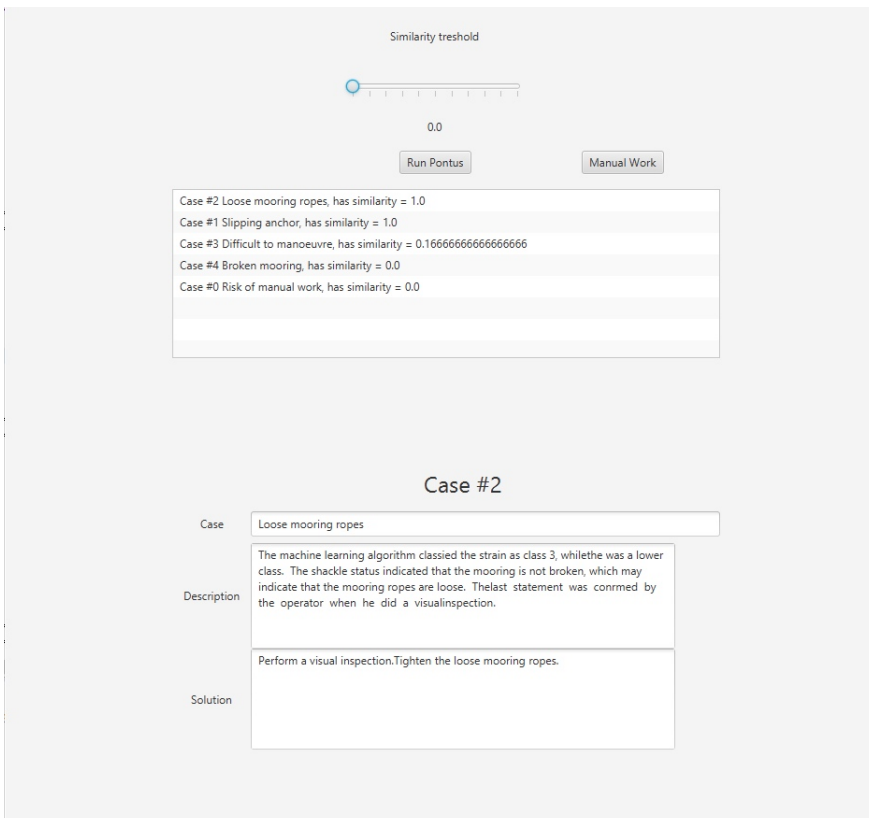 Similarity treshold
0.0
Run Pontus
Manual Work
Case #2 Loose mooring ropes, has similarity = 1.0
Case #1 Slipping anchor, has similarity = 1.0
Case #3 Difficult to manoeuvre, has similarity = 0.16666666666666666
Case #4 Broken mooring, has similarity = 0.0
Case #0 Risk of manual work, has similarity = 0.0
Case #2
Case
Loose mooring ropes
Description
The machine learning algorithm classied the strain as class 3, whilethe was a lower
class.  The shackle status indicated that the mooring is not broken, which may
indicate that the mooring ropes are loose.  Thelast  statement  was  conrmed  by
the  operator  when  he  did  a  visualinspection.
Solution
Perform a visual inspection.Tighten the loose mooring ropes.